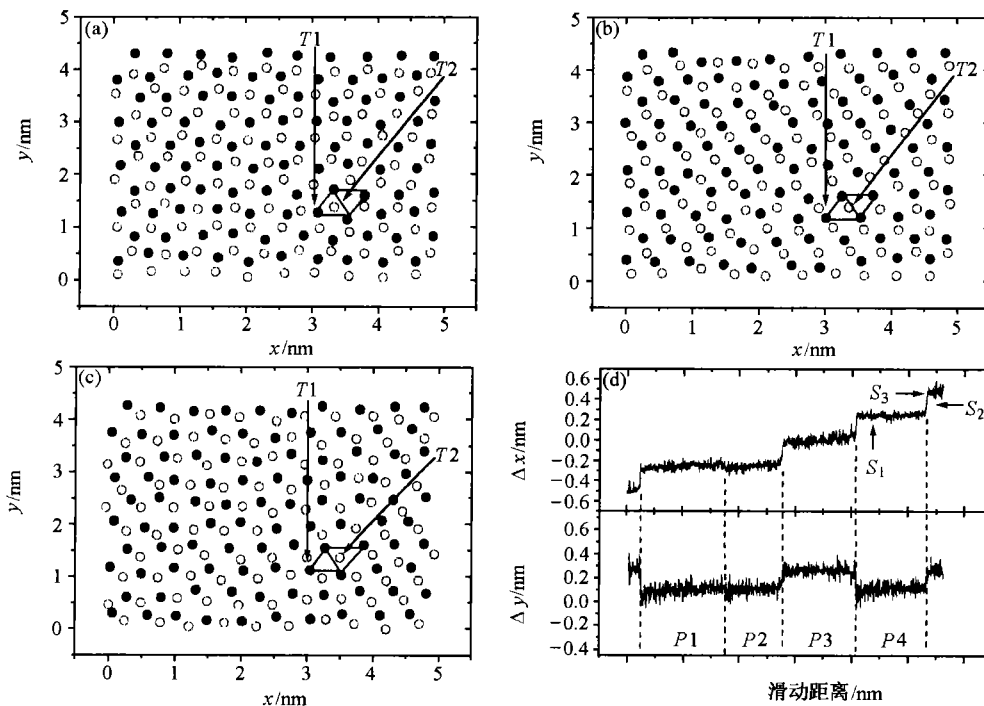 (a)
T1
T2
y/nm
5
4
3
2
1
0
0 1 2 3 4 5
x/nm
(b)
T1
T2
y/nm
5
4
3
2
1
0
0 1 2 3 4 5
x/nm
(c)
T1
T2
y/nm
5
4
3
2
1
0
0 1 2 3 4 5
x/nm
(d)
Δx/nm
0.6
0.4
0.2
0.0
-0.2
-0.4
-0.6
S3
S2
S1
Δy/nm
0.4
0.2
0.0
-0.2
-0.4
P1 P2 P3 P4
滑动距离/nm